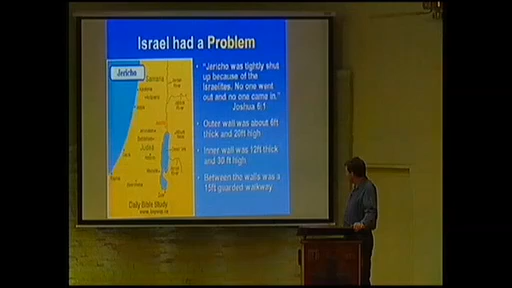 Israel had a Problem
Jericho
Samaria
Judea
Daily Bible Study
• "Jericho was tightly shut
up because of the
Israelites. No one went
out and no one came in."
Joshua 6:1
• Outer wall was about 6ft
thick and 20ft high
• Inner wall was 12ft thick
and 30 ft high
• Between the walls was a
15ft guarded walkway